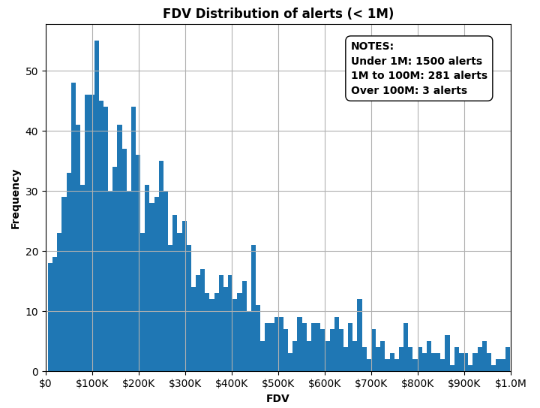 FDV Distribution of alerts (< 1M)
NOTES:
Under 1M: 1500 alerts
1M to 100M: 281 alerts
Over 100M: 3 alerts
50
40
30
20
10
0
Frequency
$0 $100K $200K $300K $400K $500K $600K $700K $800K $900K $1.0M
FDV